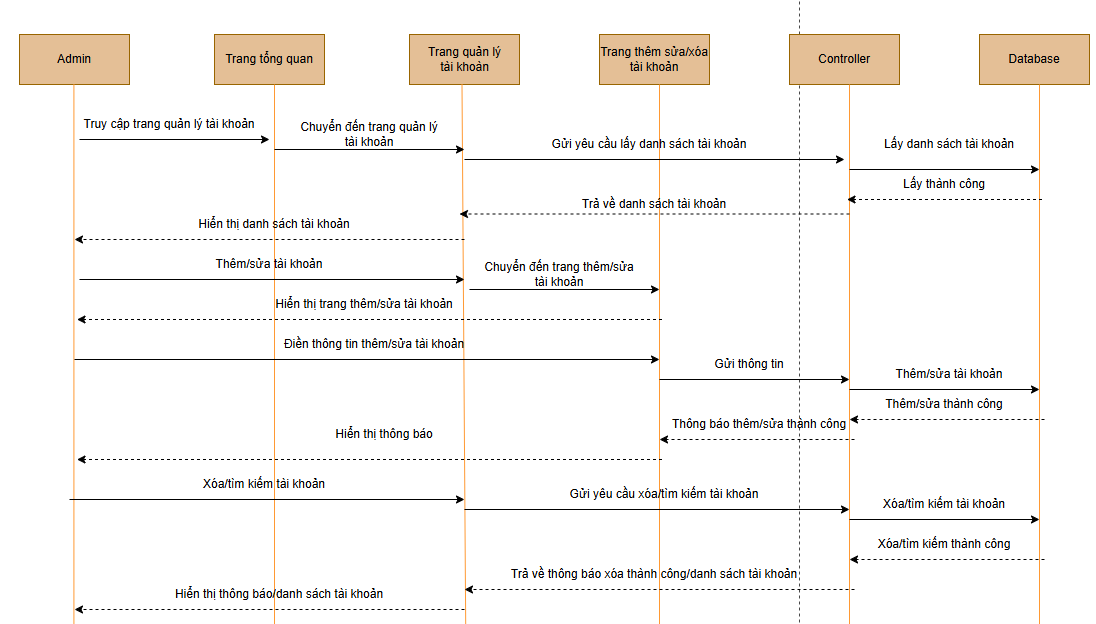 Admin
Trang tổng quan
Trang quản lý
tài khoản
Trang thêm sửa/xóa
tài khoản
Controller
Database
Truy cập trang quản lý tài khoản
Chuyển đến trang quản lý
tài khoản
Gửi yêu cầu lấy danh sách tài khoản
Lấy danh sách tài khoản
Lấy thành công
Trả về danh sách tài khoản
Hiển thị danh sách tài khoản
Thêm/sửa tài khoản
Chuyển đến trang thêm/sửa
tài khoản
Hiển thị trang thêm/sửa tài khoản
Điền thông tin thêm/sửa tài khoản
Gửi thông tin
Thêm/sửa tài khoản
Thêm/sửa thành công
Thông báo thêm/sửa thành công
Hiển thị thông báo
Xóa/tìm kiếm tài khoản
Gửi yêu cầu xóa/tìm kiếm tài khoản
Xóa/tìm kiếm tài khoản
Xóa/tìm kiếm thành công
Trả về thông báo xóa thành công/danh sách tài khoản
Hiển thị thông báo/danh sách tài khoản